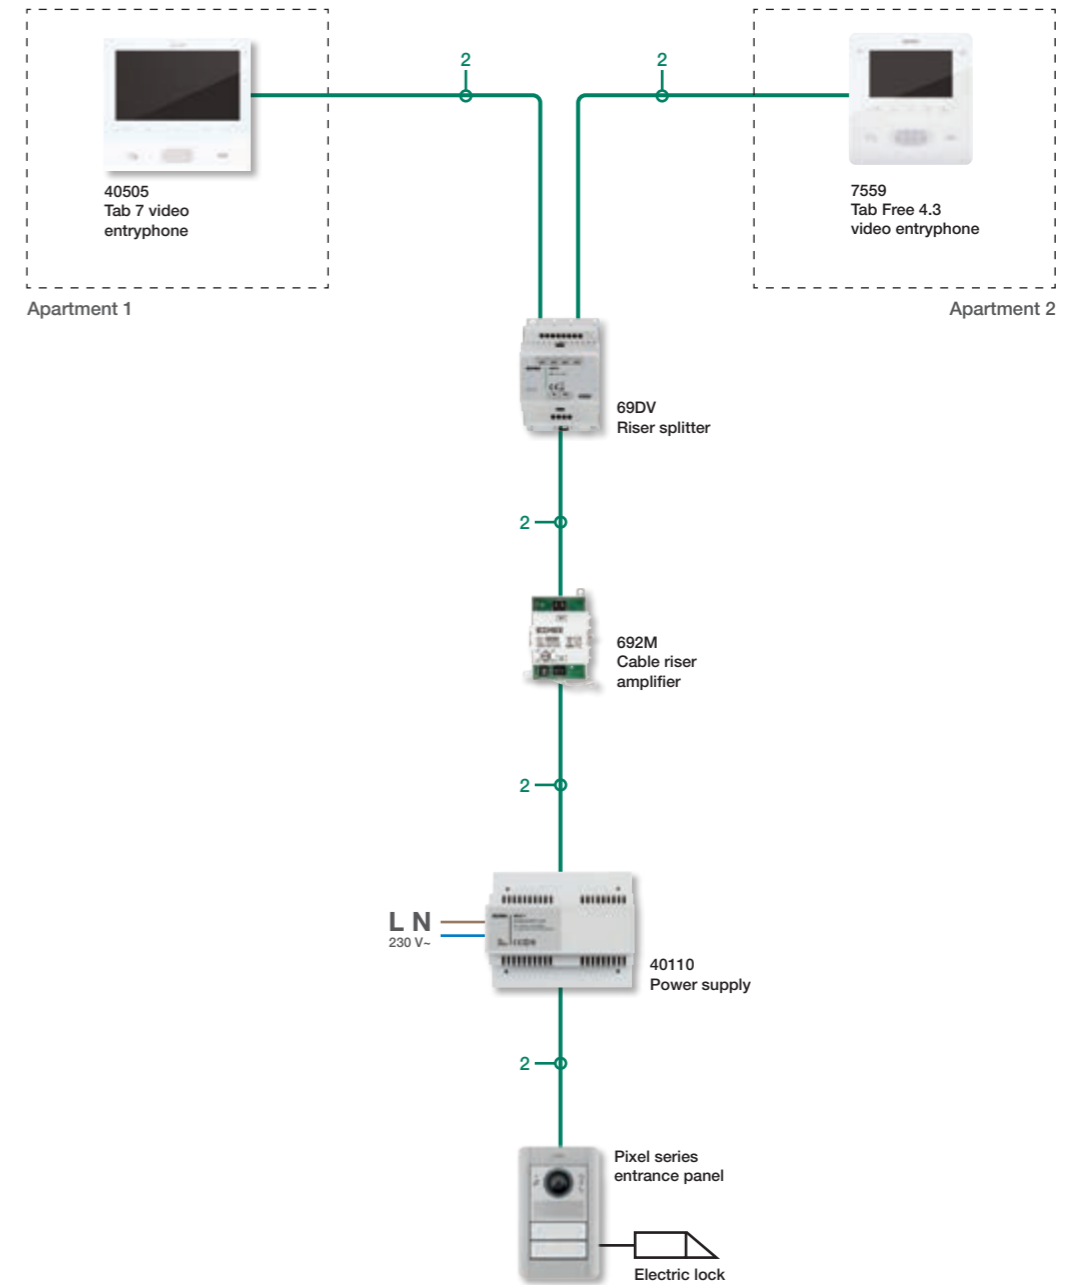 2
2
40505
Tab 7 video
entryphone
7559
Tab Free 4.3
video entryphone
Apartment 1
Apartment 2
69DV
Riser splitter
2
692M
Cable riser
amplifier
2
L N
230 V~
40110
Power supply
2
Pixel series
entrance panel
Electric lock